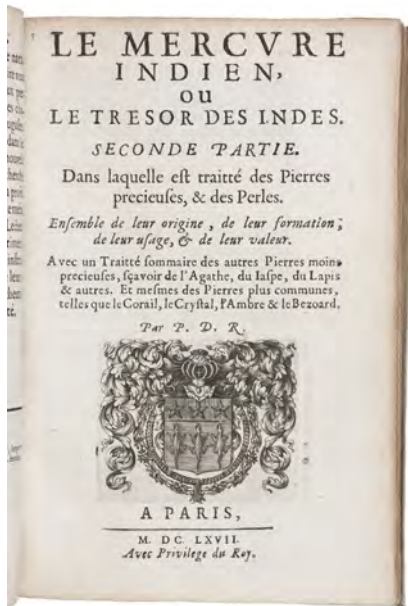 LE MERCVRE
INDIEN,
OU
LE TRESOR DES INDES.
SECONDE PARTIE.
Dans laquelle eſt traitté des Pierres
precieuſes, & des Perles.
Enſemble de leur origine, de leur formation,
de leur uſage, & de leur valeur.
Avec un Traitté ſommaire des autres Pierres moins
precieuſes, ſçavoir de l'Agathe, du Iaſpe, du Lapis
& autres. Et meſmes des Pierres plus communes,
telles que le Corail, le Cryſtal, l'Ambre & le Bezoard.
Par P. D. R.
A PARIS,
M. DC. LXVII.
Avec Privilege du Roy.